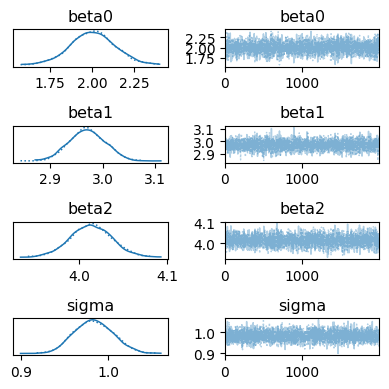 beta0 beta0
2.25
2.00
1.75
1.75 2.00 2.25 0 1000
beta1 beta1
3.1
3.0
2.9
2.9 3.0 3.1 0 1000
beta2 beta2
4.1
4.0
4.0 4.1 0 1000
sigma sigma
1.0
0.9
0.9 1.0 0 1000